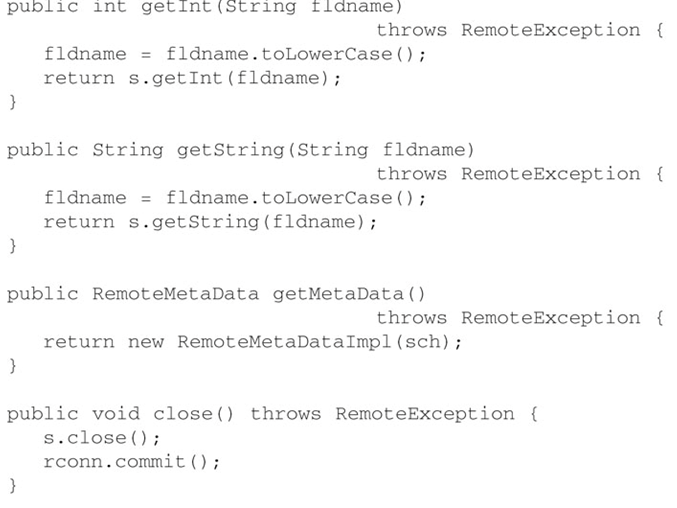 public int getInt(String fldname)
                              throws RemoteException {
   fldname = fldname.toLowerCase();
   return s.getInt(fldname);
}

public String getString(String fldname)
                              throws RemoteException {
   fldname = fldname.toLowerCase();
   return s.getString(fldname);
}

public RemoteMetaData getMetaData()
                              throws RemoteException {
   return new RemoteMetaDataImpl(sch);
}

public void close() throws RemoteException {
   s.close();
   rconn.commit();
}